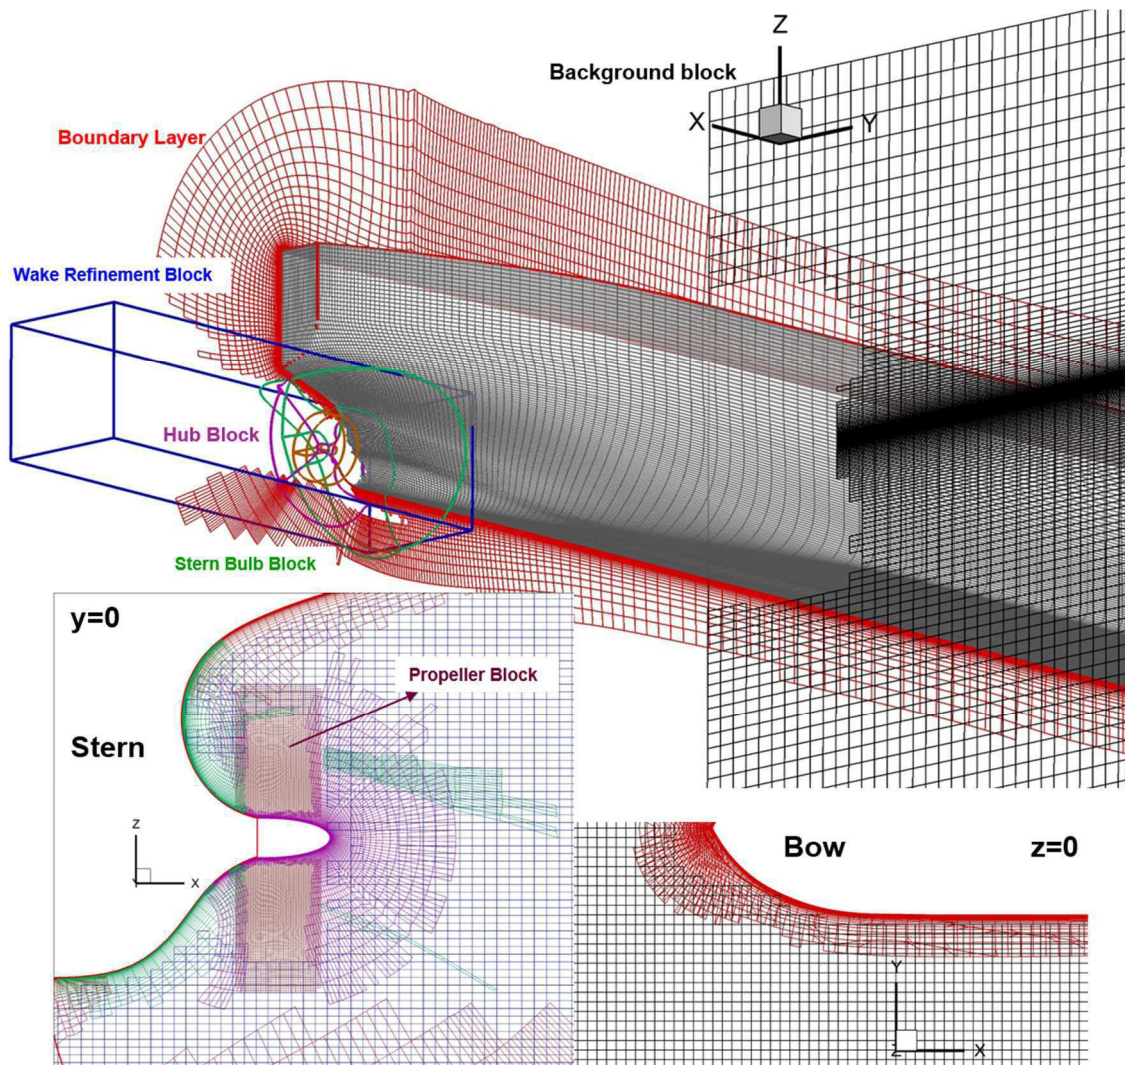 Z
Background block
X
Y
Boundary Layer
Wake Refinement Block
Hub Block
Stern Bulb Block
y=0
Propeller Block
Stern
Z
X
Bow
z=0
Y
Z
X